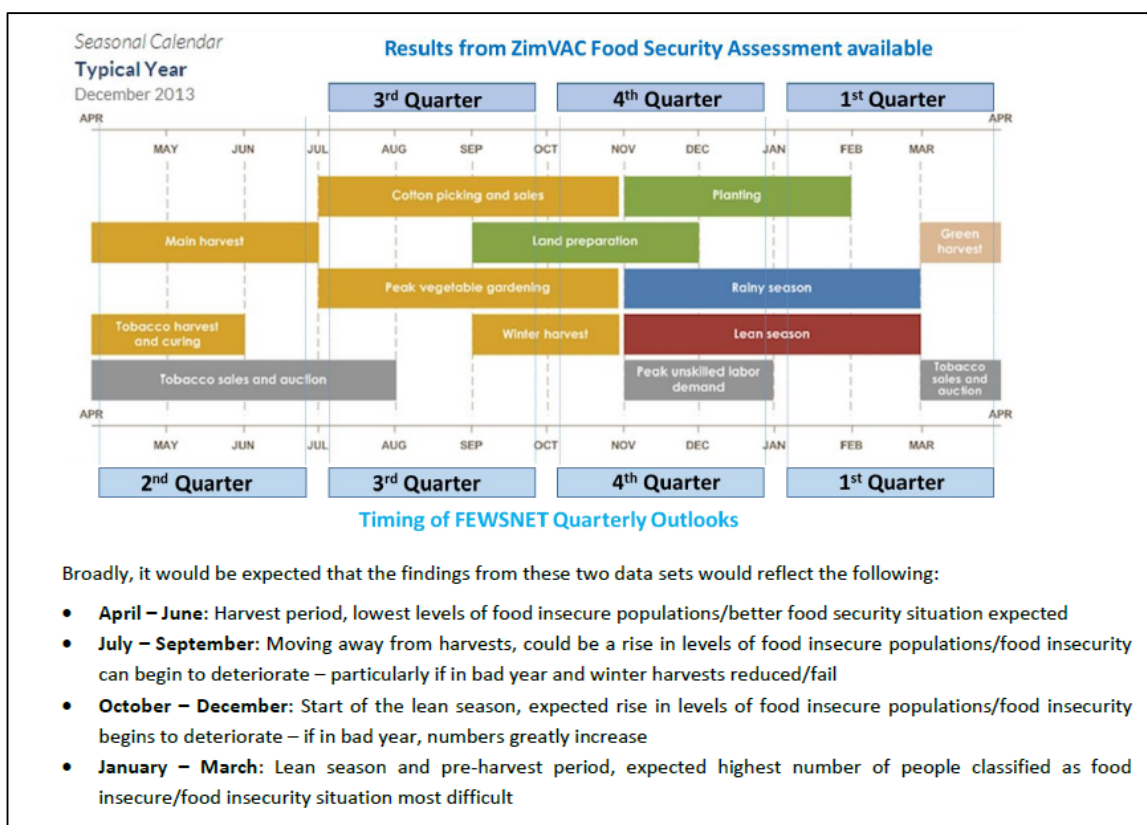 Seasonal Calendar
Typical Year
December 2013
Results from ZimVAC Food Security Assessment available
3rd Quarter
4th Quarter
1st Quarter
APR
APR
MAY
JUN
JUL
AUG
SEP
OCT
NOV
DEC
JAN
FEB
MAR
Cotton picking and sales
Planting
Main harvest
Land preparation
Green
harvest
Peak vegetable gardening
Rainy season
Tobacco harvest
and curing
Winter harvest
Lean season
Tobacco sales and auction
Peak unskilled labor
demand
Tobacco
sales and
auction
APR
APR
MAY
JUN
JUL
AUG
SEP
OCT
NOV
DEC
JAN
FEB
MAR
2nd Quarter
3rd Quarter
4th Quarter
1st Quarter
Timing of FEWSNET Quarterly Outlooks
Broadly, it would be expected that the findings from these two data sets would reflect the following:
• April – June: Harvest period, lowest levels of food insecure populations/better food security situation expected
• July – September: Moving away from harvests, could be a rise in levels of food insecure populations/food insecurity
can begin to deteriorate – particularly if in bad year and winter harvests reduced/fail
• October – December: Start of the lean season, expected rise in levels of food insecure populations/food insecurity
begins to deteriorate – if in bad year, numbers greatly increase
• January – March: Lean season and pre-harvest period, expected highest number of people classified as food
insecure/food insecurity situation most difficult